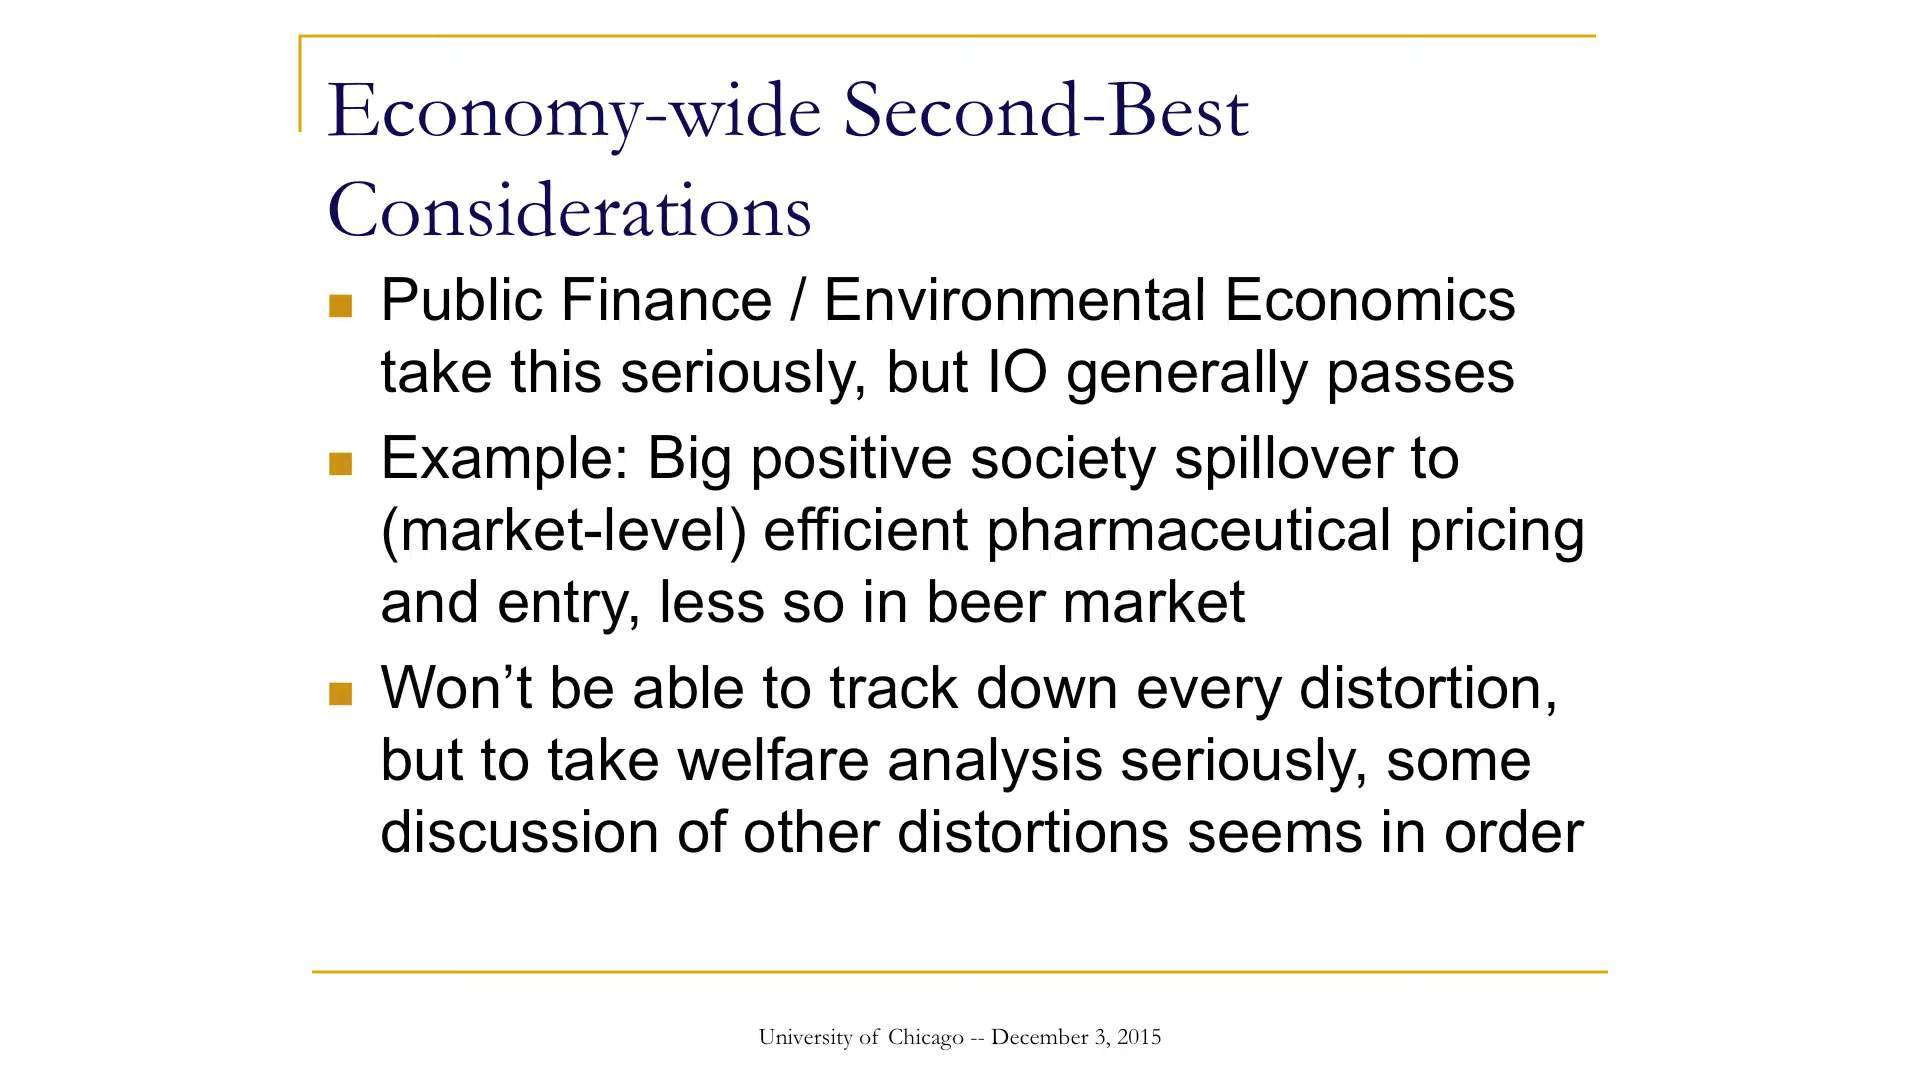 Economy-wide Second-Best
Considerations
Public Finance / Environmental Economics
take this seriously, but IO generally passes
Example: Big positive society spillover to
(market-level) efficient pharmaceutical pricing
and entry, less so in beer market
Won’t be able to track down every distortion,
but to take welfare analysis seriously, some
discussion of other distortions seems in order
University of Chicago -- December 3, 2015